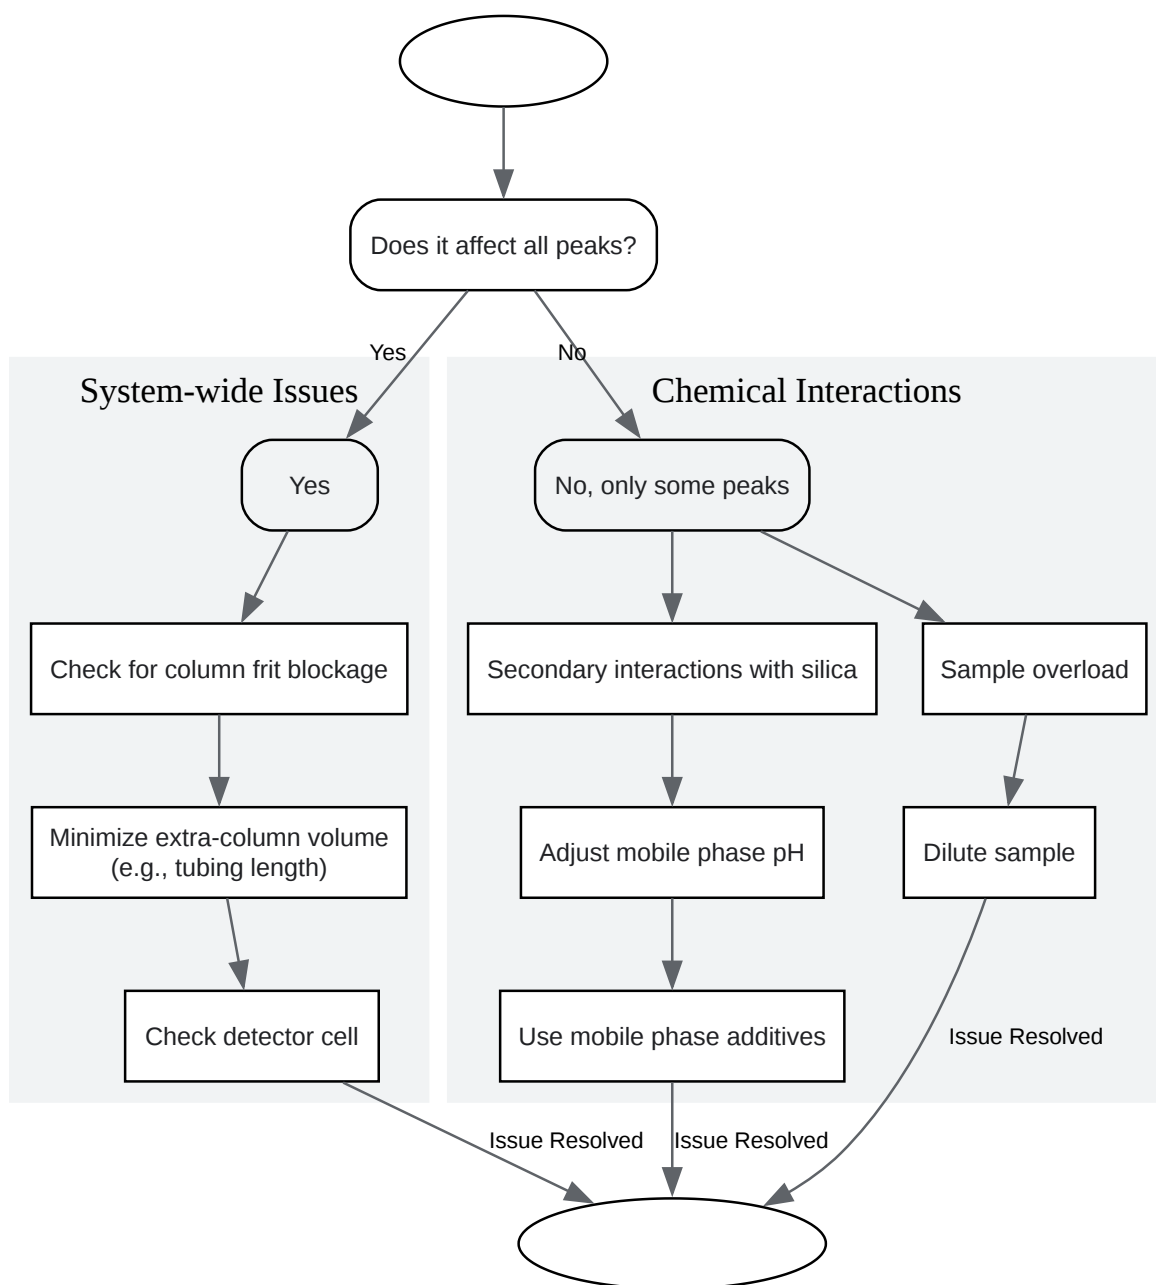 Does it affect all peaks?
Yes
No
System-wide Issues
Chemical Interactions
Yes
No, only some peaks
Check for column frit blockage
Secondary interactions with silica
Sample overload
Minimize extra-column volume
(e.g., tubing length)
Adjust mobile phase pH
Dilute sample
Check detector cell
Use mobile phase additives
Issue Resolved
Issue Resolved
Issue Resolved